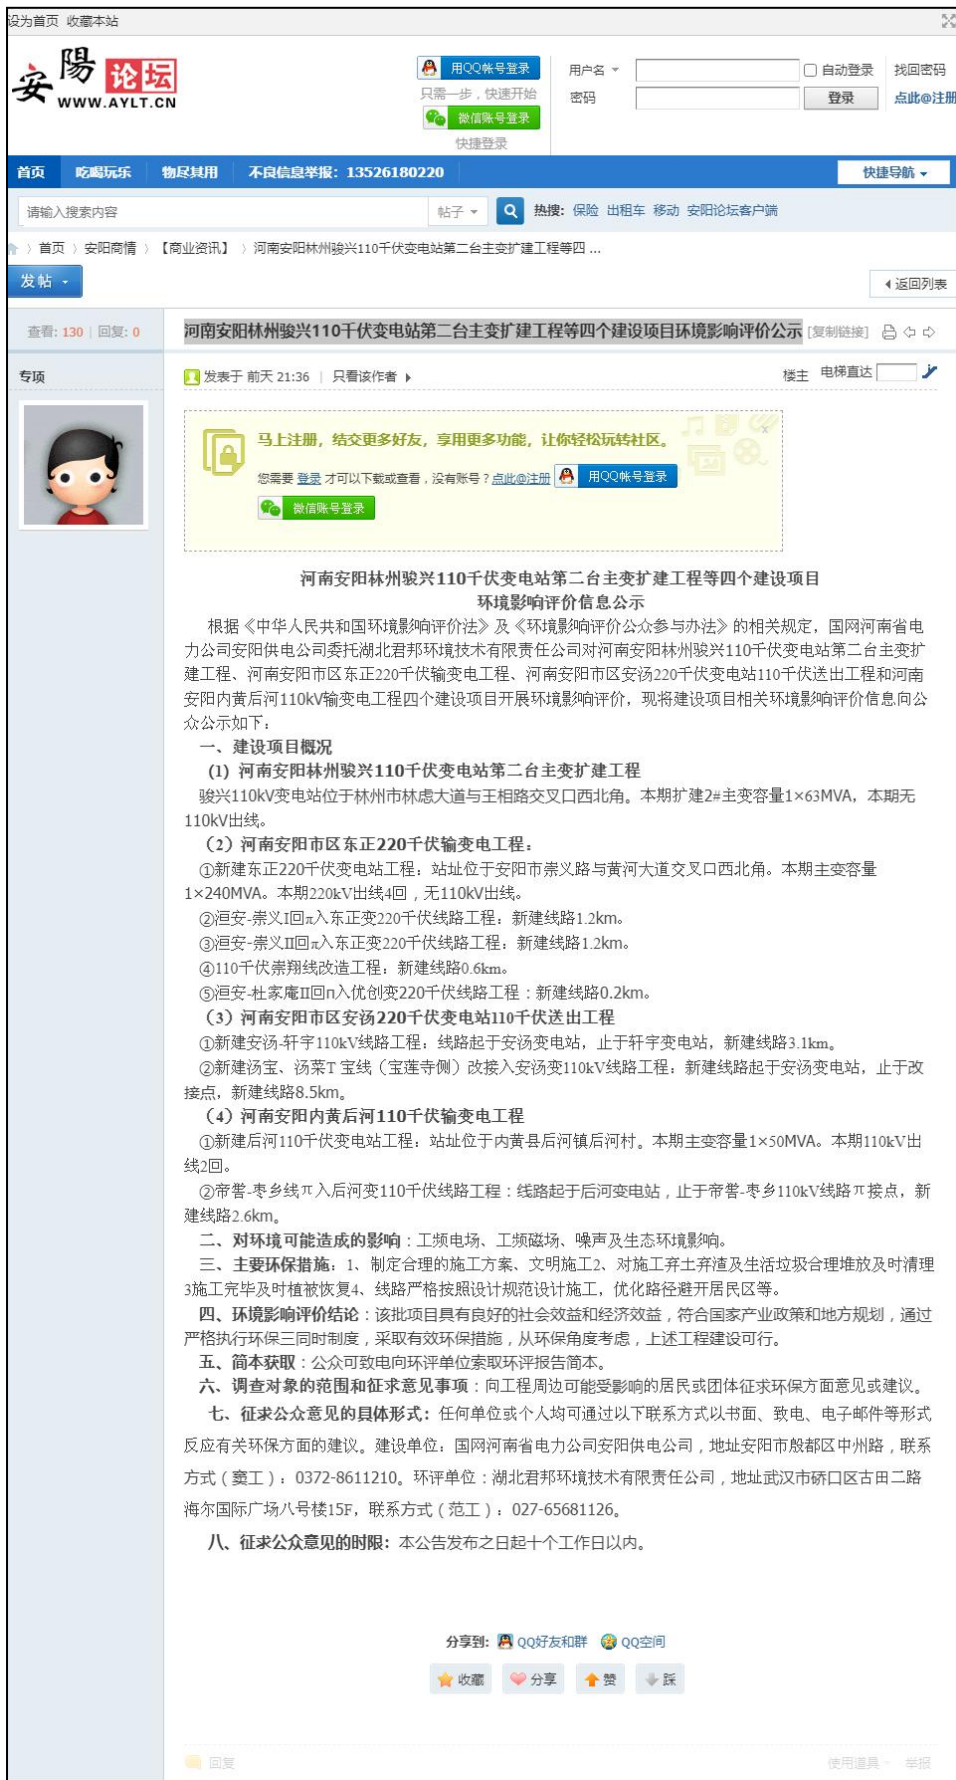 设为首页 收藏本站
安陽论坛
WWW.AYLT.CN
用QQ帐号登录
只需一步，快速开始
微信账号登录
快捷登录
用户名
自动登录 找回密码
密码
登录 点此@注册
首页 吃喝玩乐 物尽其用 不良信息举报：13526180220 快捷导航
请输入搜索内容 帖子 热搜: 保险 出租车 移动 安阳论坛客户端
首页 安阳商情 【商业资讯】 河南安阳林州骏兴110千伏变电站第二台主变扩建工程等四 ...
发帖 返回列表
查看: 130 | 回复: 0 河南安阳林州骏兴110千伏变电站第二台主变扩建工程等四个建设项目环境影响评价公示 [复制链接]
专项 发表于 前天 21:36 | 只看该作者 楼主 电梯直达
马上注册，结交更多好友，享用更多功能，让你轻松玩转社区。 x
您需要 登录 才可以下载或查看，没有账号？点此@注册 用QQ帐号登录
微信账号登录
河南安阳林州骏兴110千伏变电站第二台主变扩建工程等四个建设项目
环境影响评价信息公示
根据《中华人民共和国环境影响评价法》及《环境影响评价公众参与办法》的相关规定，国网河南省电
力公司安阳供电公司委托湖北君邦环境技术有限责任公司对河南安阳林州骏兴110千伏变电站第二台主变扩
建工程、河南安阳市区东正220千伏输变电工程、河南安阳市区安汤220千伏变电站110千伏送出工程和河南
安阳内黄后河110kV输变电工程四个建设项目开展环境影响评价，现将建设项目相关环境影响评价信息向公
众公示如下：
一、建设项目概况
(1) 河南安阳林州骏兴110千伏变电站第二台主变扩建工程
骏兴110kV变电站位于林州市林虑大道与王相路交叉口西北角。本期扩建2#主变容量1×63MVA，本期无
110kV出线。
（2）河南安阳市区东正220千伏输变电工程：
①新建东正220千伏变电站工程：站址位于安阳市崇义路与黄河大道交叉口西北角。本期主变容量
1×240MVA。本期220kV出线4回，无110kV出线。
②洹安-崇义I回π入东正变220千伏线路工程：新建线路1.2km。
③洹安-崇义II回π入东正变220千伏线路工程：新建线路1.2km。
④110千伏崇翔线改造工程：新建线路0.6km。
⑤洹安-杜家庵II回π入优创变220千伏线路工程：新建线路0.2km。
（3）河南安阳市区安汤220千伏变电站110千伏送出工程
①新建安汤-轩宇110kV线路工程：线路起于安汤变电站，止于轩宇变电站，新建线路3.1km。
②新建汤宝、汤菜T 宝线（宝莲寺侧）改接入安汤变110kV线路工程：新建线路起于安汤变电站，止于改
接点，新建线路8.5km。
（4）河南安阳内黄后河110千伏输变电工程
①新建后河110千伏变电站工程：站址位于内黄县后河镇后河村。本期主变容量1×50MVA。本期110kV出
线2回。
②帝喾-枣乡线π入后河变110千伏线路工程：线路起于后河变电站，止于帝喾-枣乡110kV线路π接点，新
建线路2.6km。
二、对环境可能造成的影响：工频电场、工频磁场、噪声及生态环境影响。
三、主要环保措施：1、制定合理的施工方案、文明施工2、对施工弃土弃渣及生活垃圾合理堆放及时清理
3施工完毕及时植被恢复4、线路严格按照设计规范设计施工，优化路径避开居民区等。
四、环境影响评价结论：该批项目具有良好的社会效益和经济效益，符合国家产业政策和地方规划，通过
严格执行环保三同时制度，采取有效环保措施，从环保角度考虑，上述工程建设可行。
五、简本获取：公众可致电向环评单位索取环评报告简本。
六、调查对象的范围和征求意见事项：向工程周边可能受影响的居民或团体征求环保方面意见或建议。
七、征求公众意见的具体形式：任何单位或个人均可通过以下联系方式以书面、致电、电子邮件等形式
反应有关环保方面的建议。建设单位：国网河南省电力公司安阳供电公司，地址安阳市殷都区中州路，联系
方式（窦工）：0372-8611210。环评单位：湖北君邦环境技术有限责任公司，地址武汉市硚口区古田二路
海尔国际广场八号楼15F，联系方式（范工）：027-65681126。
八、征求公众意见的时限：本公告发布之日起十个工作日以内。
分享到: QQ好友和群 QQ空间
收藏 分享 赞 踩
回复 使用道具 举报